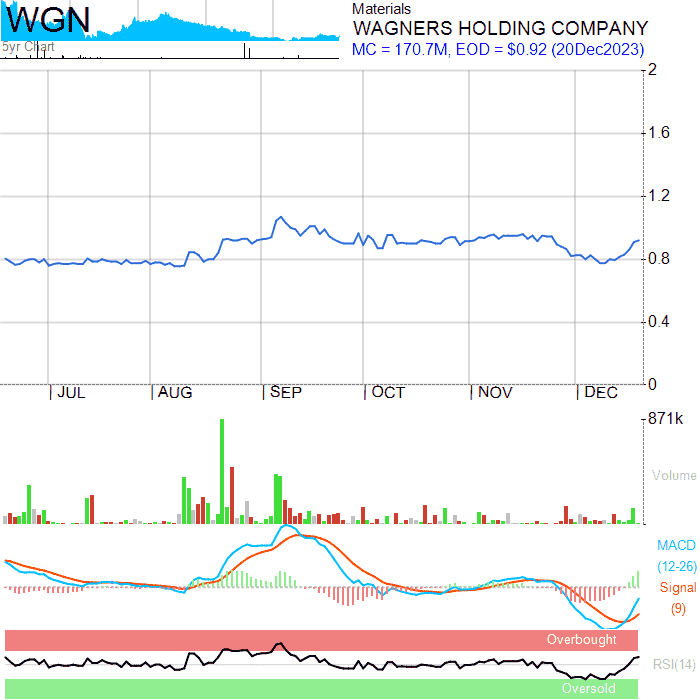 WGN
5yr Chart
Materials
WAGNERS HOLDING COMPANY
MC = 170.7M, EOD = $0.92 (20Dec2023)
2
1.6
1.2
0.8
0.4
0
JUL AUG SEP OCT NOV DEC
871k
Volume
MACD
(12-26)
Signal
(9)
Overbought
RSI(14)
Oversold